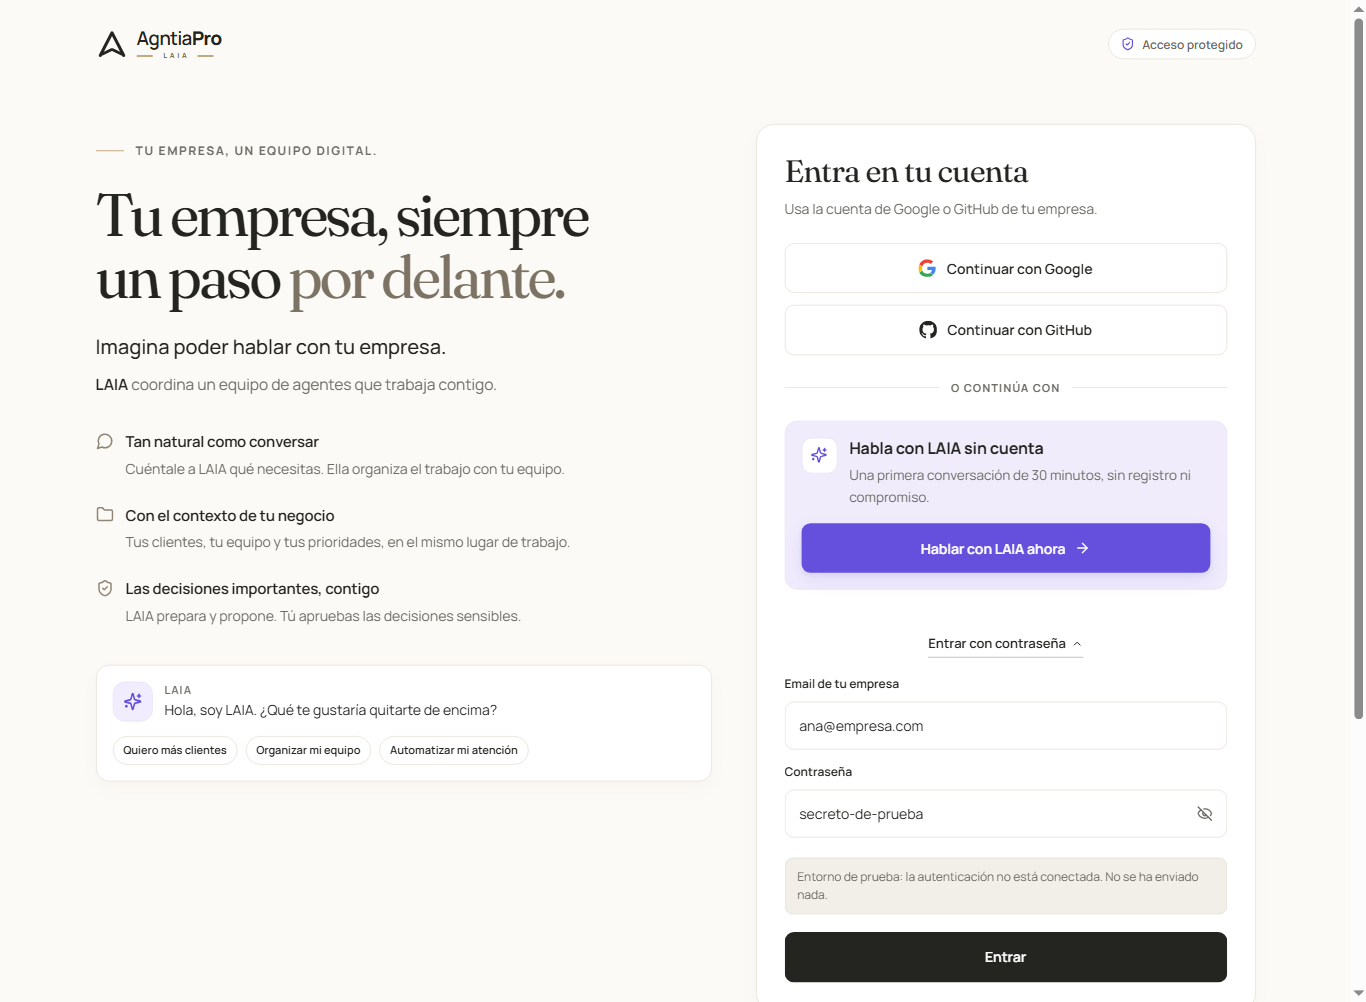 AgntiaPro
LAIA
Acceso protegido
TU EMPRESA, UN EQUIPO DIGITAL.
Tu empresa, siempre
un paso por delante.
Imagina poder hablar con tu empresa.
LAIA coordina un equipo de agentes que trabaja contigo.
Tan natural como conversar
Cuéntale a LAIA qué necesitas. Ella organiza el trabajo con tu equipo.
Con el contexto de tu negocio
Tus clientes, tu equipo y tus prioridades, en el mismo lugar de trabajo.
Las decisiones importantes, contigo
LAIA prepara y propone. Tú apruebas las decisiones sensibles.
LAIA
Hola, soy LAIA. ¿Qué te gustaría quitarte de encima?
Quiero más clientes
Organizar mi equipo
Automatizar mi atención
Entra en tu cuenta
Usa la cuenta de Google o GitHub de tu empresa.
Continuar con Google
Continuar con GitHub
O CONTINÚA CON
Habla con LAIA sin cuenta
Una primera conversación de 30 minutos, sin registro ni
compromiso.
Hablar con LAIA ahora
Entrar con contraseña
Email de tu empresa
ana@empresa.com
Contraseña
secreto-de-prueba
Entorno de prueba: la autenticación no está conectada. No se ha enviado
nada.
Entrar